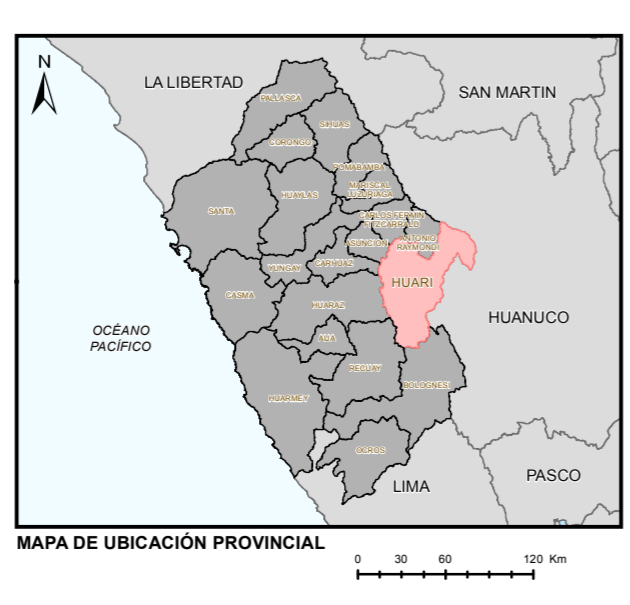 N
LA LIBERTAD
SAN MARTIN
PALLASCA
SIHUAS
CORONGO
POMABAMBA
MARISCAL
LUZURIAGA
HUAYLAS
SANTA
CARLOS FERMIN
FITZCARRALD
ANTONIO
RAYMONDI
ASUNCION
CARHUAZ
YUNGAY
HUARI
CASMA
HUARAZ
HUANUCO
OCÉANO
PACÍFICO
AIJA
RECUAY
BOLOGNESI
HUARMEY
OCROS
LIMA
PASCO
MAPA DE UBICACIÓN PROVINCIAL
0 30 60 120 Km